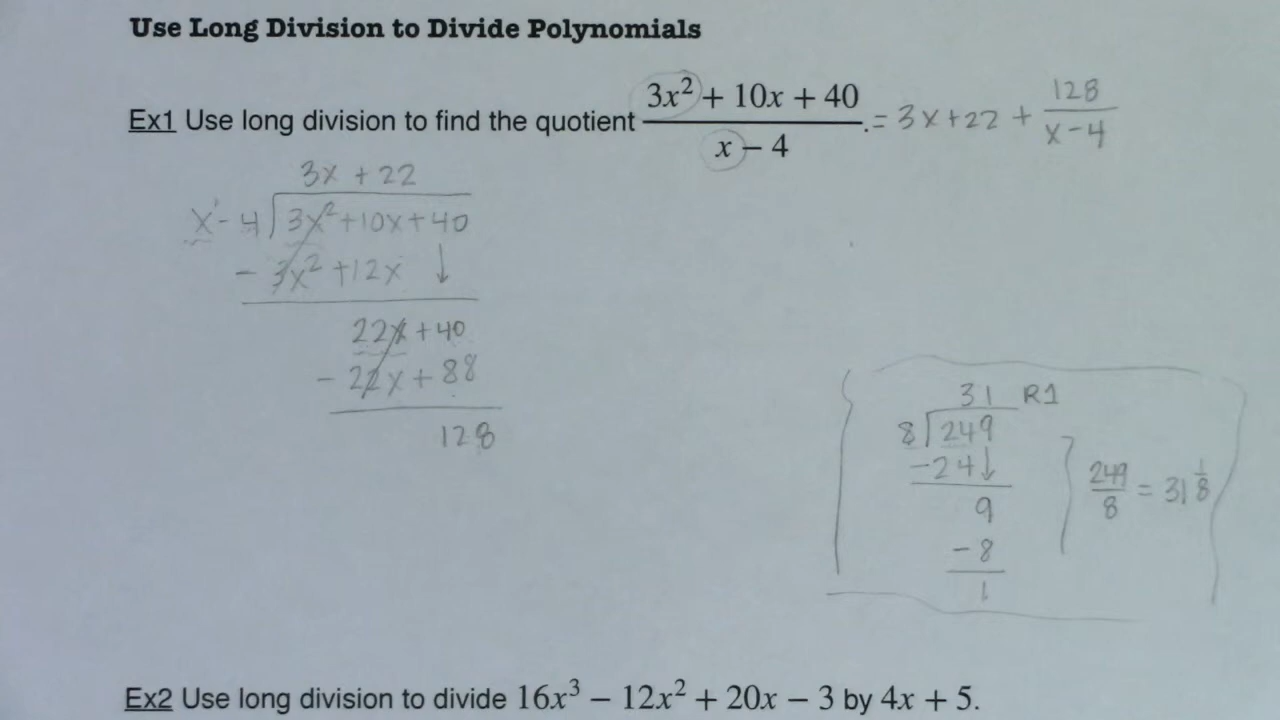 Use Long Division to Divide Polynomials
Ex1 Use long division to find the quotient (3x² + 10x + 40)/(x − 4). = 3x+22 + 128/(x−4)
3x + 22
x¹ - 4 ) 3x²+10x+40
- 3x² +12x ↓
22x+40
- 22x+88
128
31 R1
8 ) 249
-24↓
9
-8
1
249/8 = 31 1/8
Ex2 Use long division to divide 16x³ − 12x² + 20x − 3 by 4x + 5.